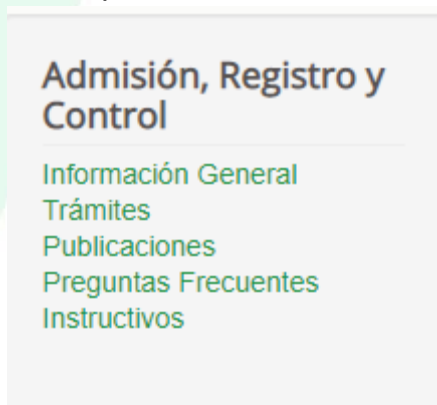 Admisión, Registro y
Control
Información General
Trámites
Publicaciones
Preguntas Frecuentes
Instructivos